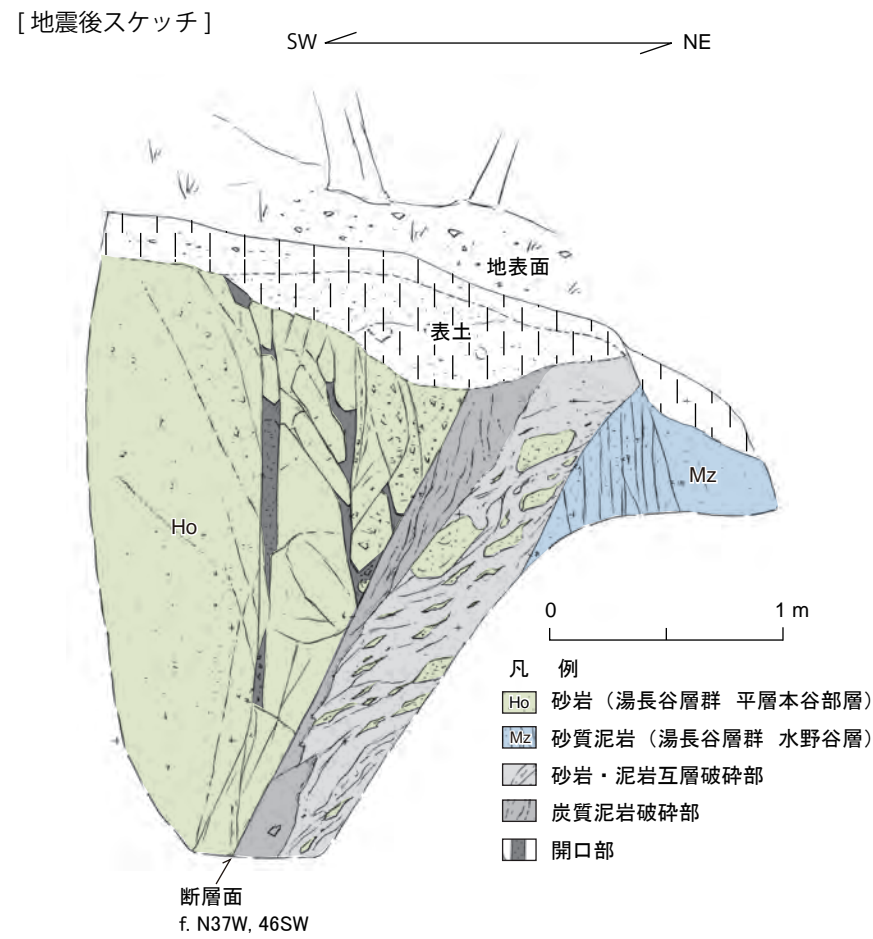 [ 地震後スケッチ ]
SW NE
地表面
表土
Ho
Mz
0 1 m
凡 例
Ho 砂岩（湯長谷層群 平層本谷部層）
Mz 砂質泥岩（湯長谷層群 水野谷層）
砂岩・泥岩互層破砕部
炭質泥岩破砕部
開口部
断層面
f. N37W, 46SW